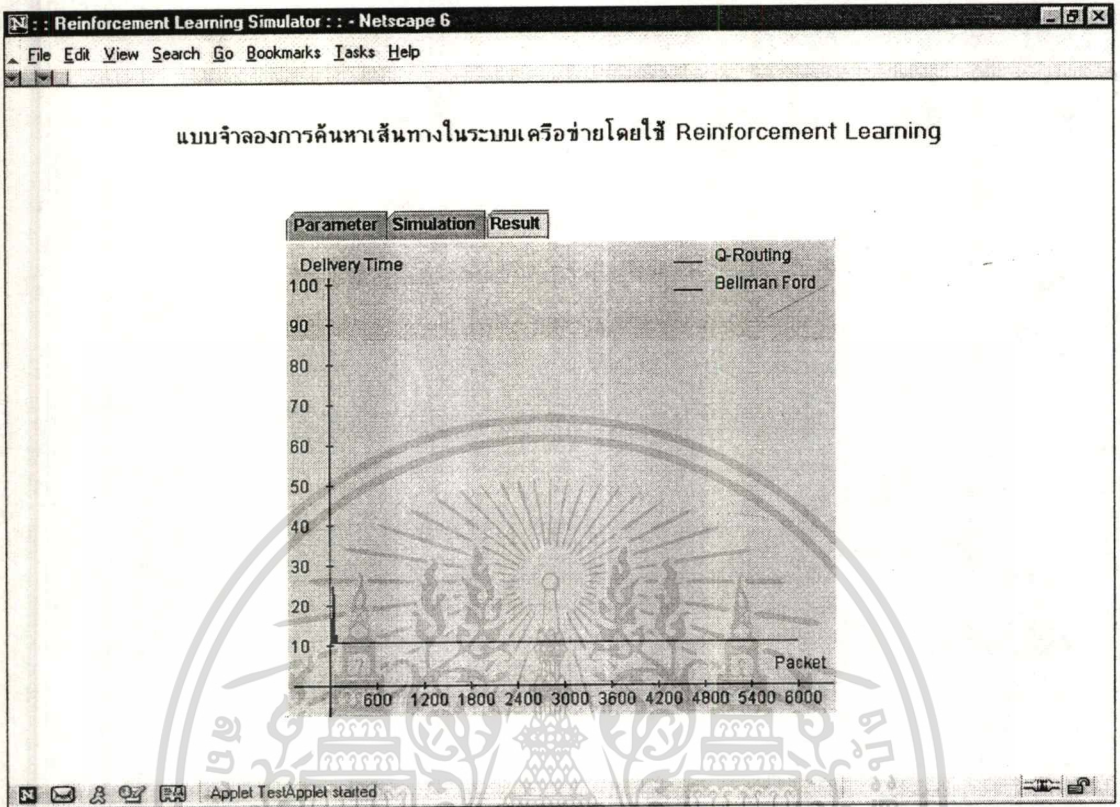 : : Reinforcement Learning Simulator : : - Netscape 6
File Edit View Search Go Bookmarks Tasks Help
แบบจำลองการค้นหาเส้นทางในระบบเครือข่ายโดยใช้ Reinforcement Learning
Parameter Simulation Result
Delivery Time
Q-Routing
Bellman Ford
100
90
80
70
60
50
40
30
20
10
Packet
600 1200 1800 2400 3000 3600 4200 4800 5400 6000
Applet TestApplet started